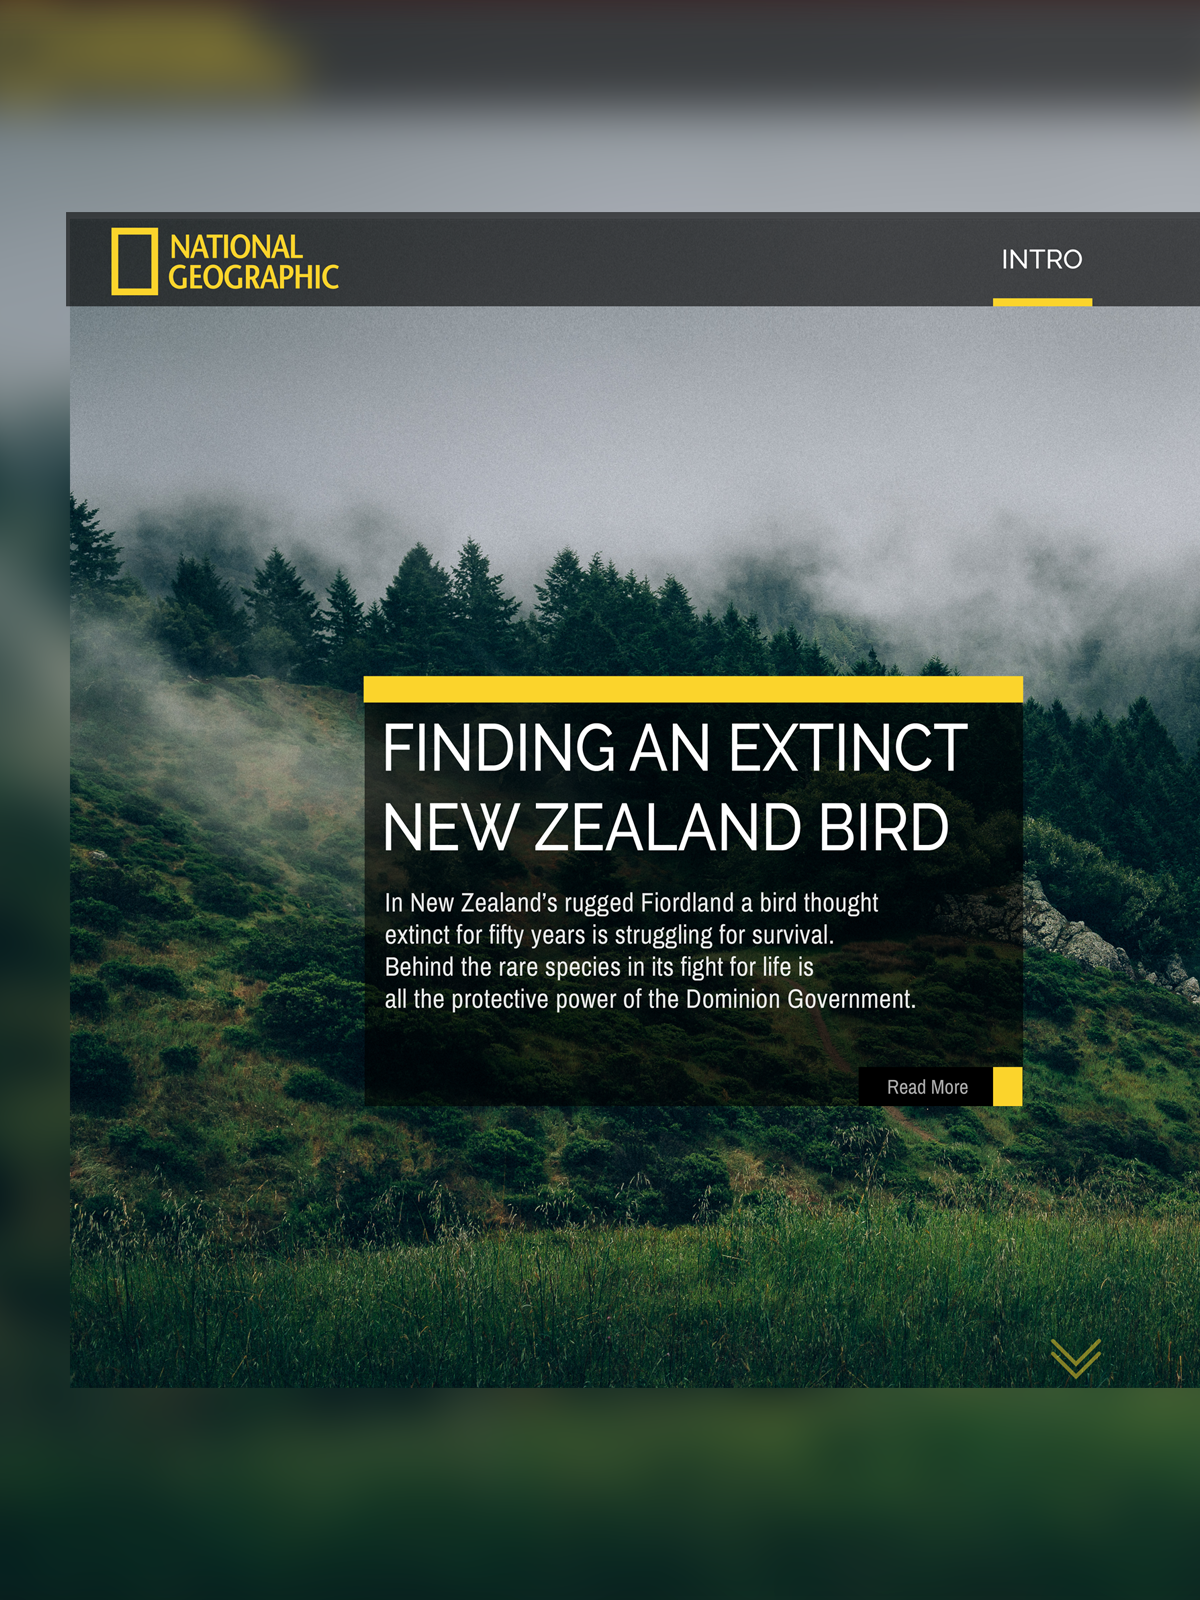 NATIONAL
GEOGRAPHIC
INTRO
FINDING AN EXTINCT
NEW ZEALAND BIRD
In New Zealand’s rugged Fiordland a bird thought
extinct for fifty years is struggling for survival.
Behind the rare species in its fight for life is
all the protective power of the Dominion Government.
Read More